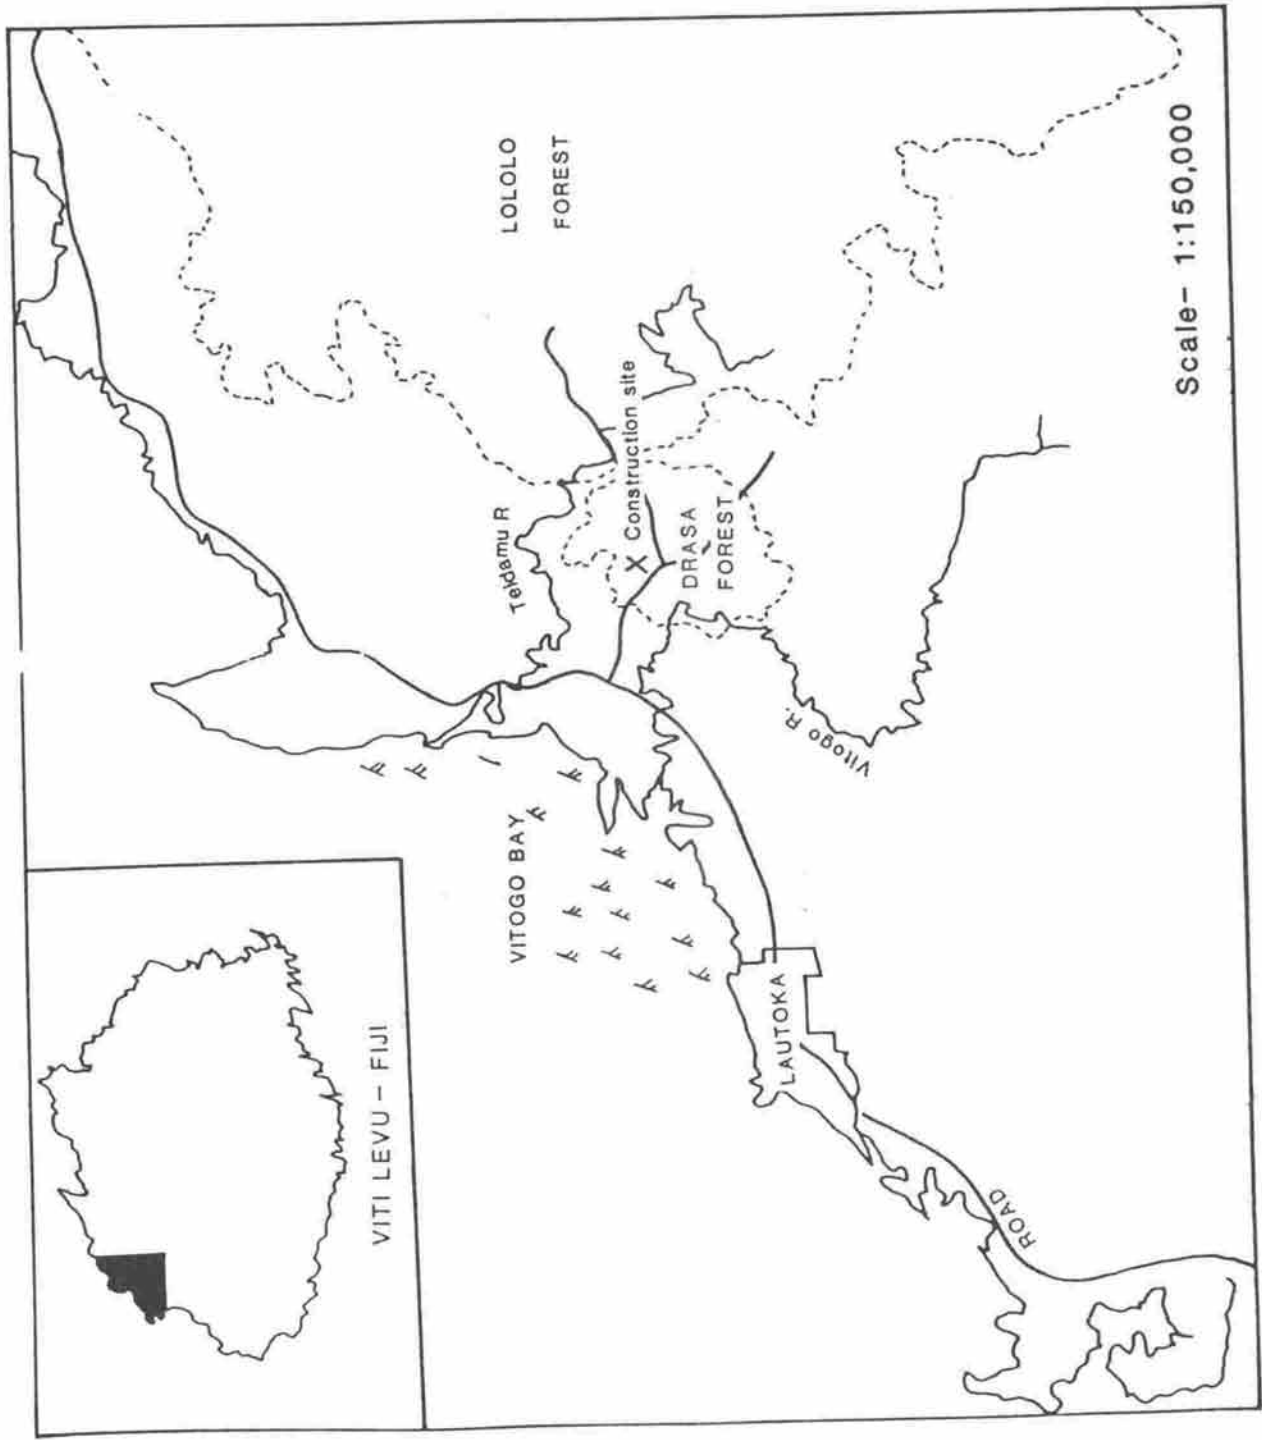 VITI LEVU – FIJI
LOLOLO
FOREST
Teidamu R
X Construction site
DRASA
FOREST
VITOGO BAY
Vitogo R.
LAUTOKA
ROAD
Scale– 1:150,000